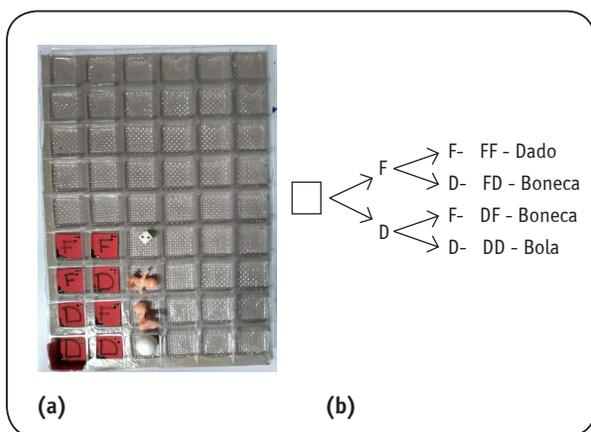 F F
F D
D F
D D
F
D
F- FF - Dado
D- FD - Boneca
F- DF - Boneca
D- DD - Bola
(a)
(b)